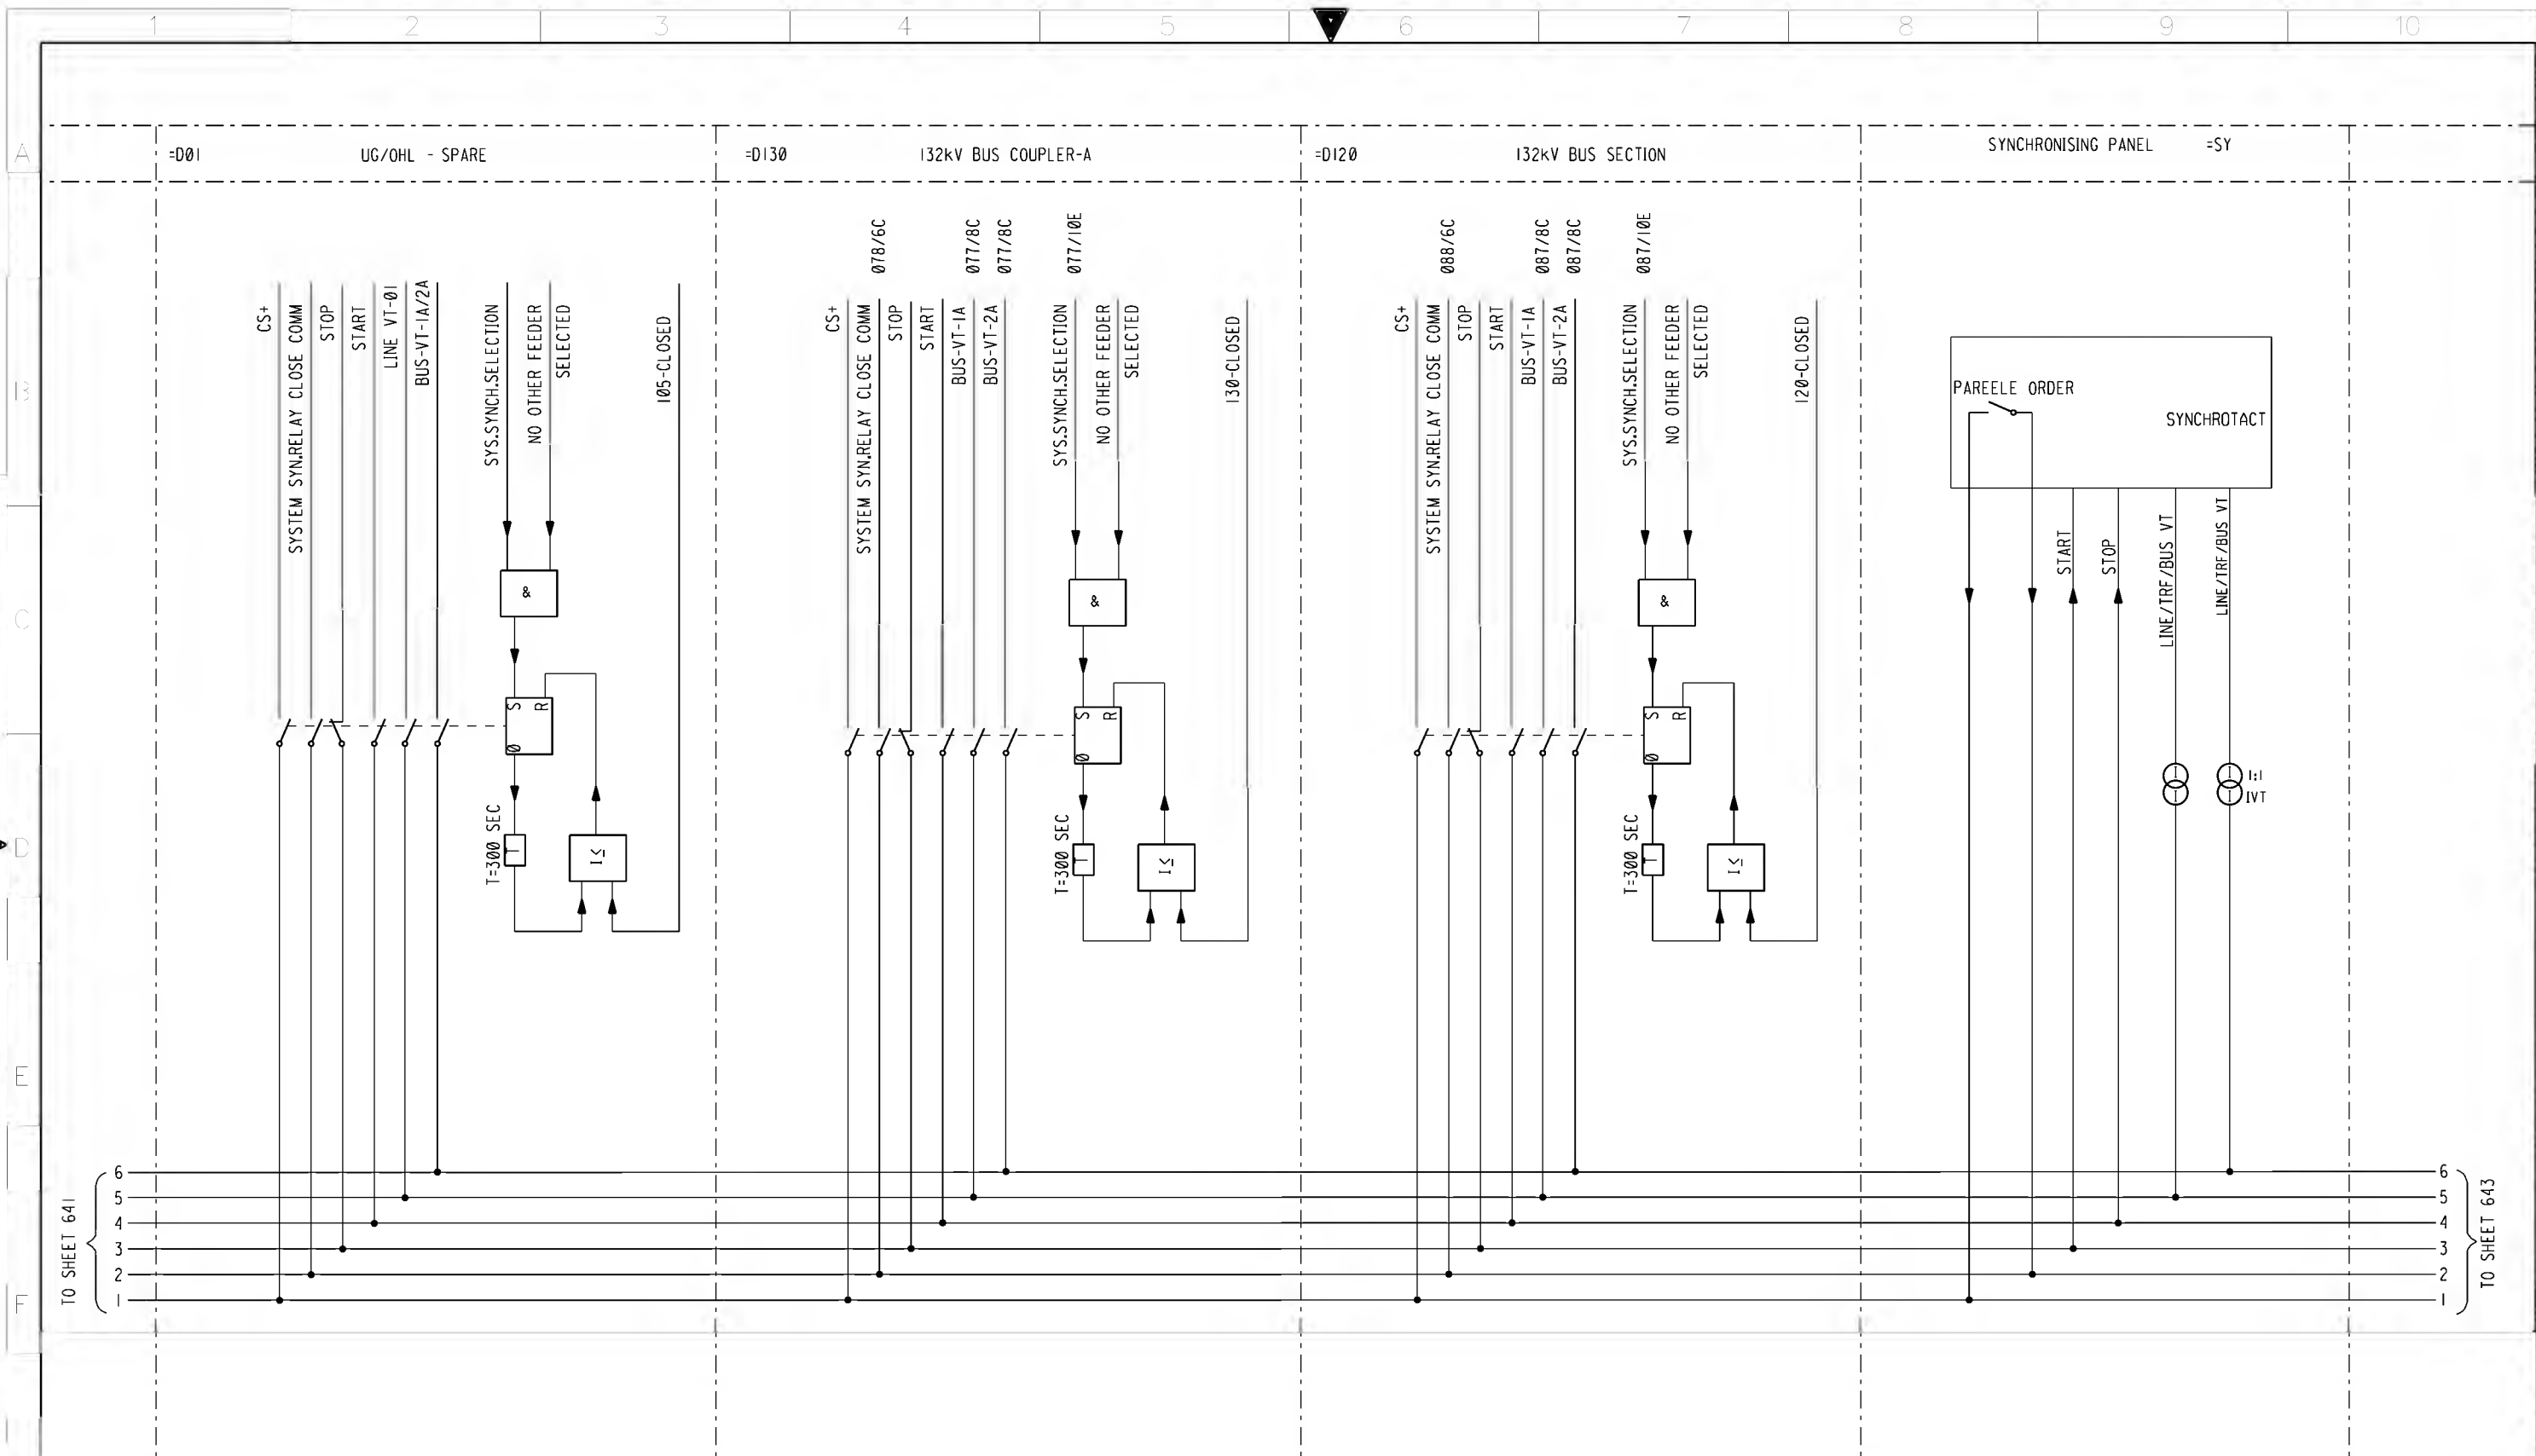 1 2 3 4 5 6 7 8 9 10
A
B
C
D
E
F
=D01 UG/OHL - SPARE
=D130 132kV BUS COUPLER-A
=D120 132kV BUS SECTION
SYNCHRONISING PANEL =SY
CS+
SYSTEM SYN.RELAY CLOSE COMM
STOP
START
LINE VT-01
BUS-VT-1A/2A
SYS.SYNCH.SELECTION
NO OTHER FEEDER
SELECTED
105-CLOSED
&
S
R
0
T=300 SEC
T
1≤
078/6C
077/8C
077/8C
077/10E
CS+
SYSTEM SYN.RELAY CLOSE COMM
STOP
START
BUS-VT-1A
BUS-VT-2A
SYS.SYNCH.SELECTION
NO OTHER FEEDER
SELECTED
130-CLOSED
&
S
R
0
T=300 SEC
T
1≤
088/6C
087/8C
087/8C
087/10E
CS+
SYSTEM SYN.RELAY CLOSE COMM
STOP
START
BUS-VT-1A
BUS-VT-2A
SYS.SYNCH.SELECTION
NO OTHER FEEDER
SELECTED
120-CLOSED
&
S
R
0
T=300 SEC
T
1≤
PAREELE ORDER
SYNCHROTACT
START
STOP
LINE/TRF/BUS VT
LINE/TRF/BUS VT
1:1
IVT
TO SHEET 641
6
5
4
3
2
1
6
5
4
3
2
1
TO SHEET 643